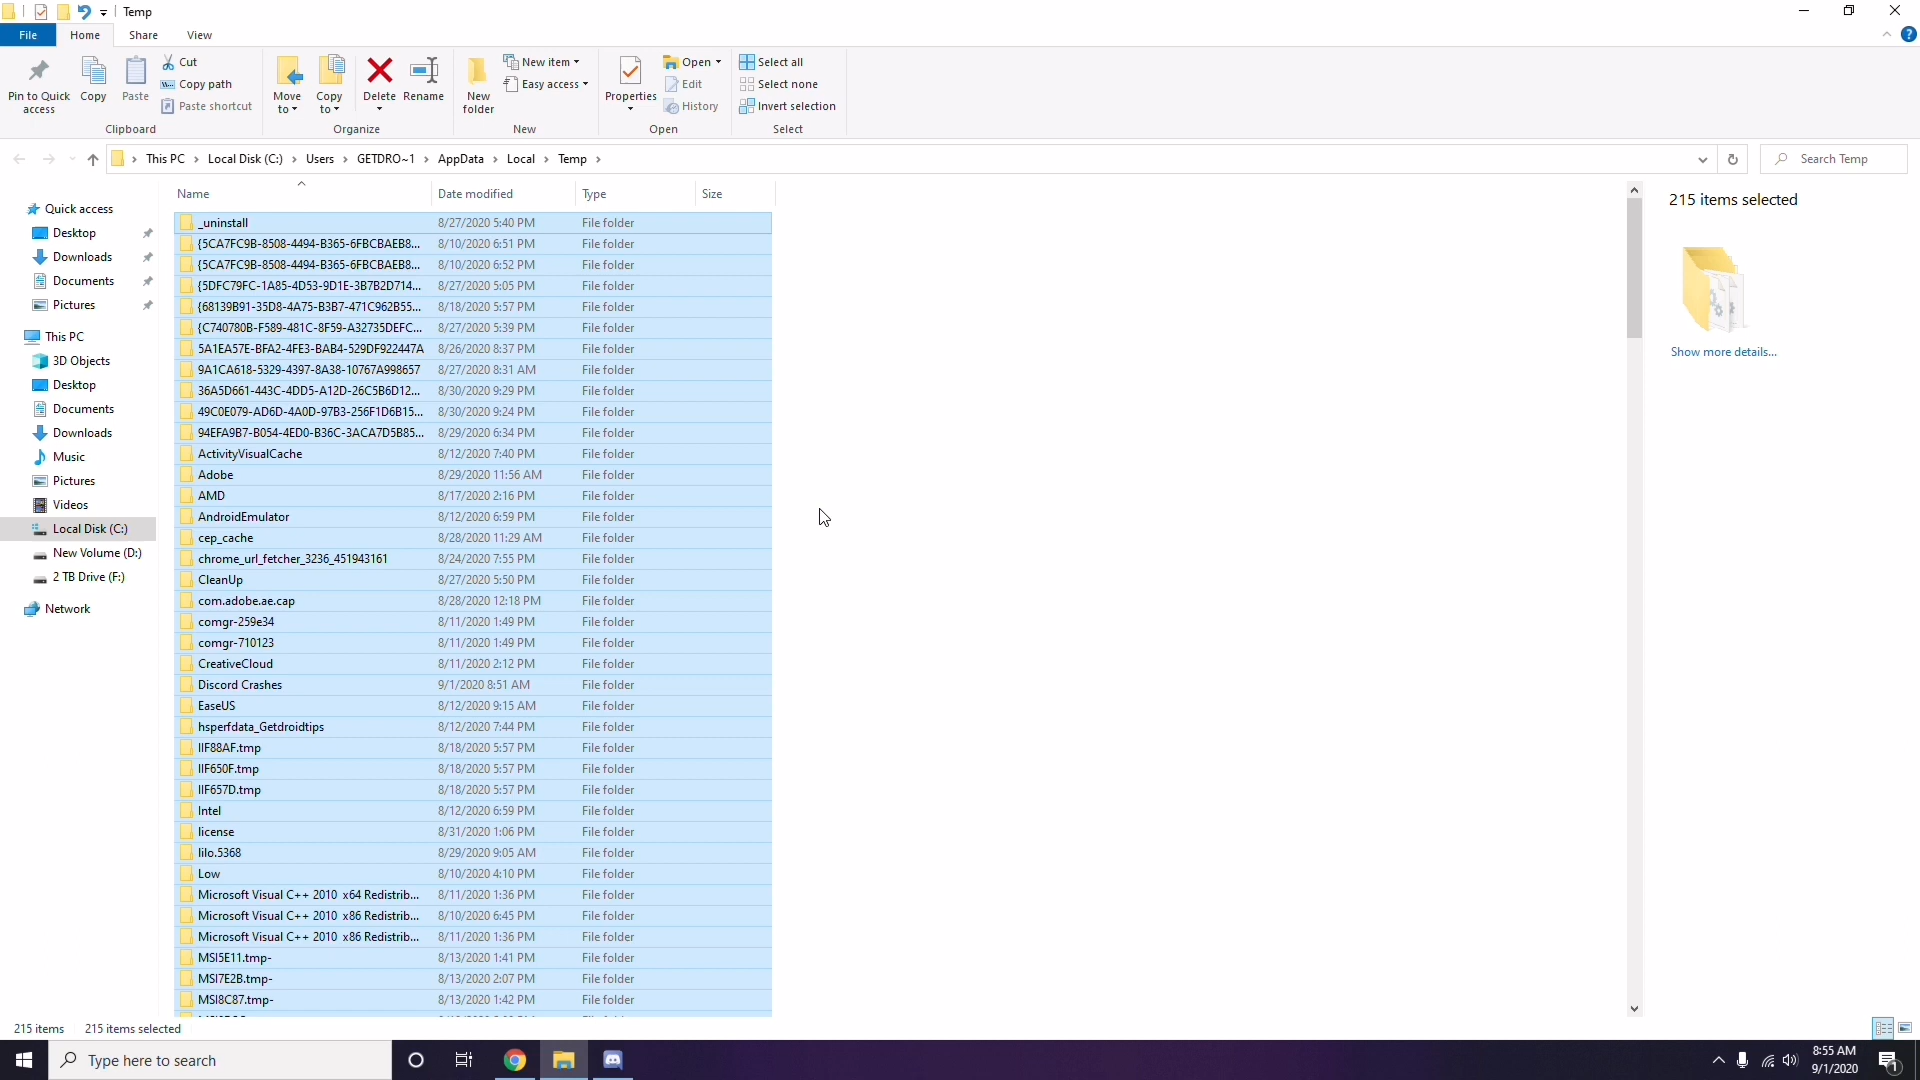 Temp
File
Home
Share
View
Pin to Quick access
Copy
Paste
Cut
Copy path
Paste shortcut
Clipboard
Move to
Copy to
Delete
Rename
Organize
New folder
New item
Easy access
New
Properties
Open
Edit
History
Open
Select all
Select none
Invert selection
Select
This PC > Local Disk (C:) > Users > GETDRO~1 > AppData > Local > Temp >
Search Temp
Quick access
Desktop
Downloads
Documents
Pictures
This PC
3D Objects
Desktop
Documents
Downloads
Music
Pictures
Videos
Local Disk (C:)
New Volume (D:)
2 TB Drive (F:)
Network
Name Date modified Type Size
_uninstall 8/27/2020 5:40 PM File folder
{5CA7FC9B-8508-4494-B365-6FBCBAEB8... 8/10/2020 6:51 PM File folder
{5CA7FC9B-8508-4494-B365-6FBCBAEB8... 8/10/2020 6:52 PM File folder
{5DFC79FC-1A85-4D53-9D1E-3B7B2D714... 8/27/2020 5:05 PM File folder
{68139B91-35D8-4A75-B3B7-471C962B55... 8/18/2020 5:57 PM File folder
{C740780B-F589-481C-8F59-A32735DEFC... 8/27/2020 5:39 PM File folder
5A1EA57E-BFA2-4FE3-BAB4-529DF922447A 8/26/2020 8:37 PM File folder
9A1CA618-5329-4397-8A38-10767A998657 8/27/2020 8:31 AM File folder
36A5D661-443C-4DD5-A12D-26C5B6D12... 8/30/2020 9:29 PM File folder
49C0E079-AD6D-4A0D-97B3-256F1D6B15... 8/30/2020 9:24 PM File folder
94EFA9B7-B054-4ED0-B36C-3ACA7D5B85... 8/29/2020 6:34 PM File folder
ActivityVisualCache 8/12/2020 7:40 PM File folder
Adobe 8/29/2020 11:56 AM File folder
AMD 8/17/2020 2:16 PM File folder
AndroidEmulator 8/12/2020 6:59 PM File folder
cep_cache 8/28/2020 11:29 AM File folder
chrome_url_fetcher_3236_451943161 8/24/2020 7:55 PM File folder
CleanUp 8/27/2020 5:50 PM File folder
com.adobe.ae.cap 8/28/2020 12:18 PM File folder
comgr-259e34 8/11/2020 1:49 PM File folder
comgr-710123 8/11/2020 1:49 PM File folder
CreativeCloud 8/11/2020 2:12 PM File folder
Discord Crashes 9/1/2020 8:51 AM File folder
EaseUS 8/12/2020 9:15 AM File folder
hsperfdata_Getdroidtips 8/12/2020 7:44 PM File folder
IIF88AF.tmp 8/18/2020 5:57 PM File folder
IIF650F.tmp 8/18/2020 5:57 PM File folder
IIF657D.tmp 8/18/2020 5:57 PM File folder
Intel 8/12/2020 6:59 PM File folder
license 8/31/2020 1:06 PM File folder
lilo.5368 8/29/2020 9:05 AM File folder
Low 8/10/2020 4:10 PM File folder
Microsoft Visual C++ 2010 x64 Redistrib... 8/11/2020 1:36 PM File folder
Microsoft Visual C++ 2010 x86 Redistrib... 8/10/2020 6:45 PM File folder
Microsoft Visual C++ 2010 x86 Redistrib... 8/11/2020 1:36 PM File folder
MSI5E11.tmp- 8/13/2020 1:41 PM File folder
MSI7E2B.tmp- 8/13/2020 2:07 PM File folder
MSI8C87.tmp- 8/13/2020 1:42 PM File folder
215 items selected
Show more details...
215 items 215 items selected
Type here to search
8:55 AM
9/1/2020
1